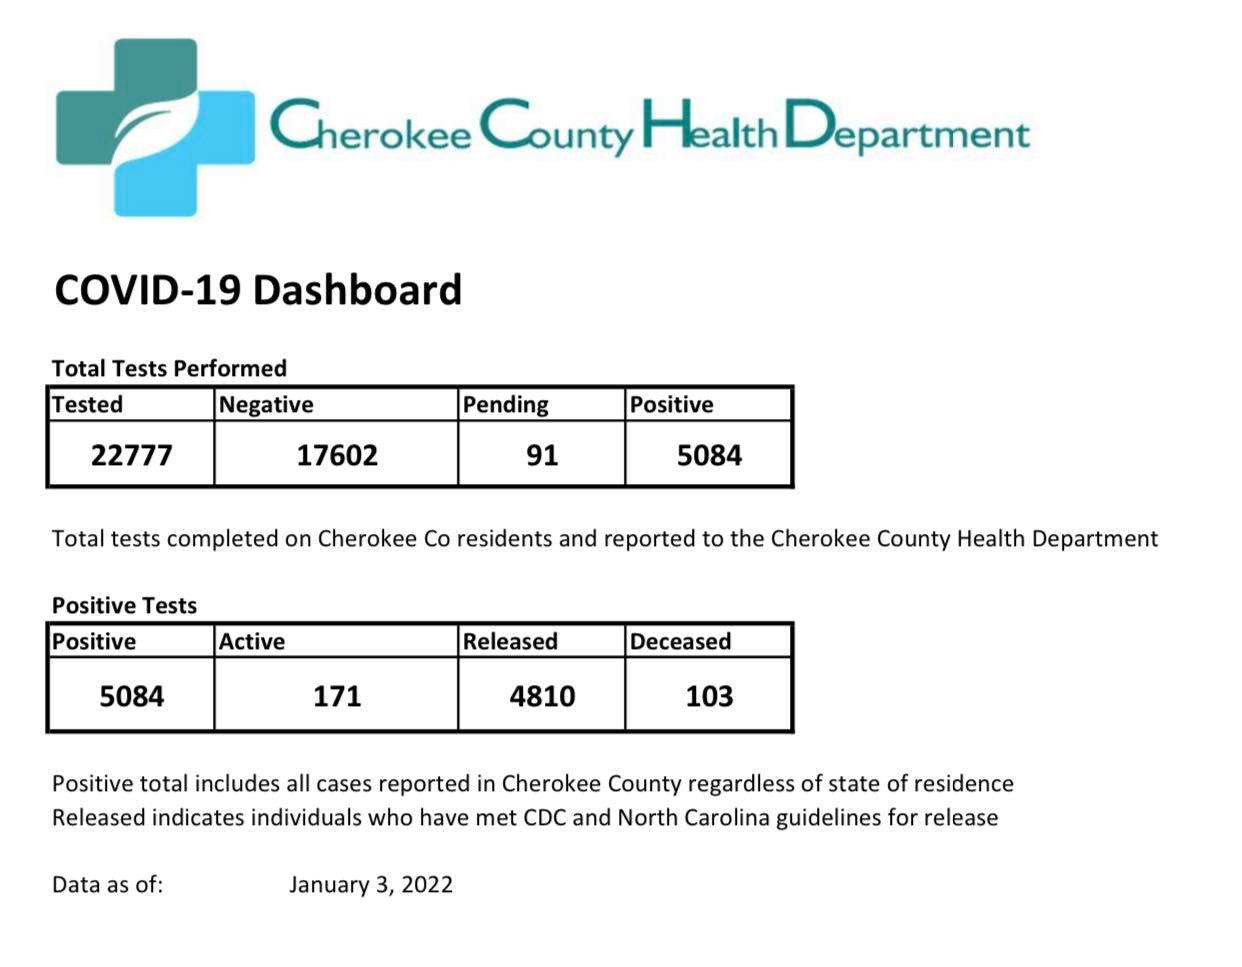 Cherokee County Health Department
COVID-19 Dashboard
Total Tests Performed
Tested Negative Pending Positive
22777 17602 91 5084
Total tests completed on Cherokee Co residents and reported to the Cherokee County Health Department
Positive Tests
Positive Active Released Deceased
5084 171 4810 103
Positive total includes all cases reported in Cherokee County regardless of state of residence
Released indicates individuals who have met CDC and North Carolina guidelines for release
Data as of: January 3, 2022